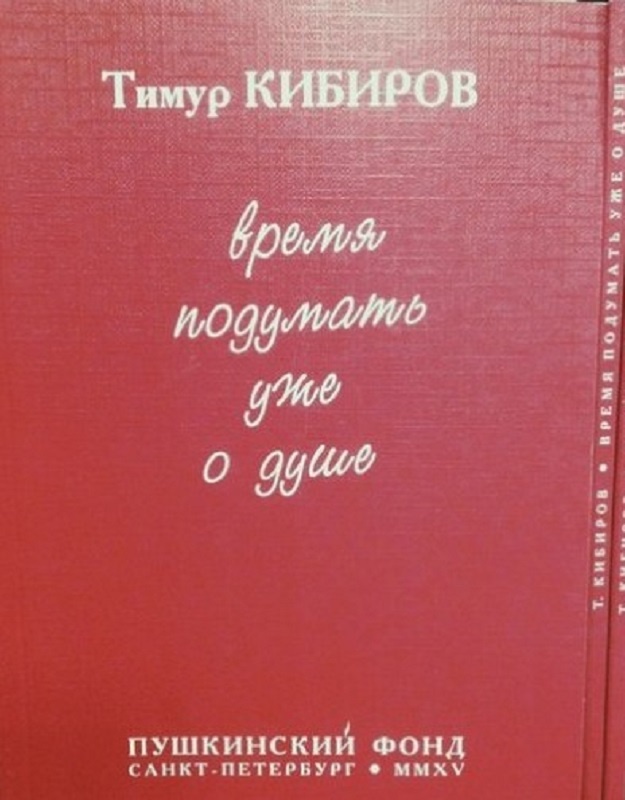 Тимур КИБИРОВ
время
подумать
уже
о душе
ПУШКИНСКИЙ ФОНД
САНКТ-ПЕТЕРБУРГ • MMXV
Т. КИБИРОВ • ВРЕМЯ ПОДУМАТЬ УЖЕ О ДУШЕ